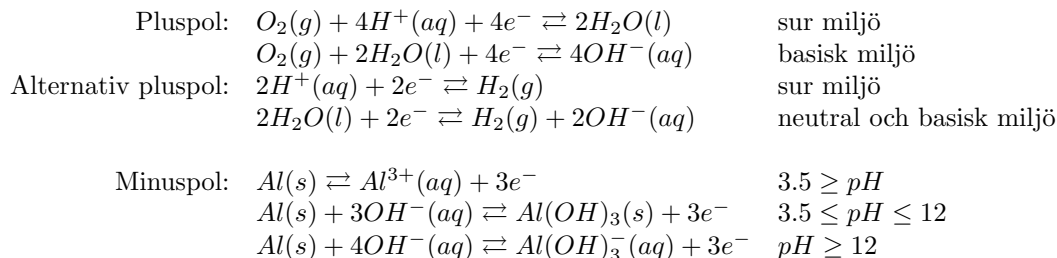 Pluspol: O₂(g) + 4H⁺(aq) + 4e⁻ ⇄ 2H₂O(l) sur miljö
O₂(g) + 2H₂O(l) + 4e⁻ ⇄ 4OH⁻(aq) basisk miljö
Alternativ pluspol: 2H⁺(aq) + 2e⁻ ⇄ H₂(g) sur miljö
2H₂O(l) + 2e⁻ ⇄ H₂(g) + 2OH⁻(aq) neutral och basisk miljö
Minuspol: Al(s) ⇄ Al³⁺(aq) + 3e⁻ 3.5 ≥ pH
Al(s) + 3OH⁻(aq) ⇄ Al(OH)₃(s) + 3e⁻ 3.5 ≤ pH ≤ 12
Al(s) + 4OH⁻(aq) ⇄ Al(OH)₃⁻(aq) + 3e⁻ pH ≥ 12